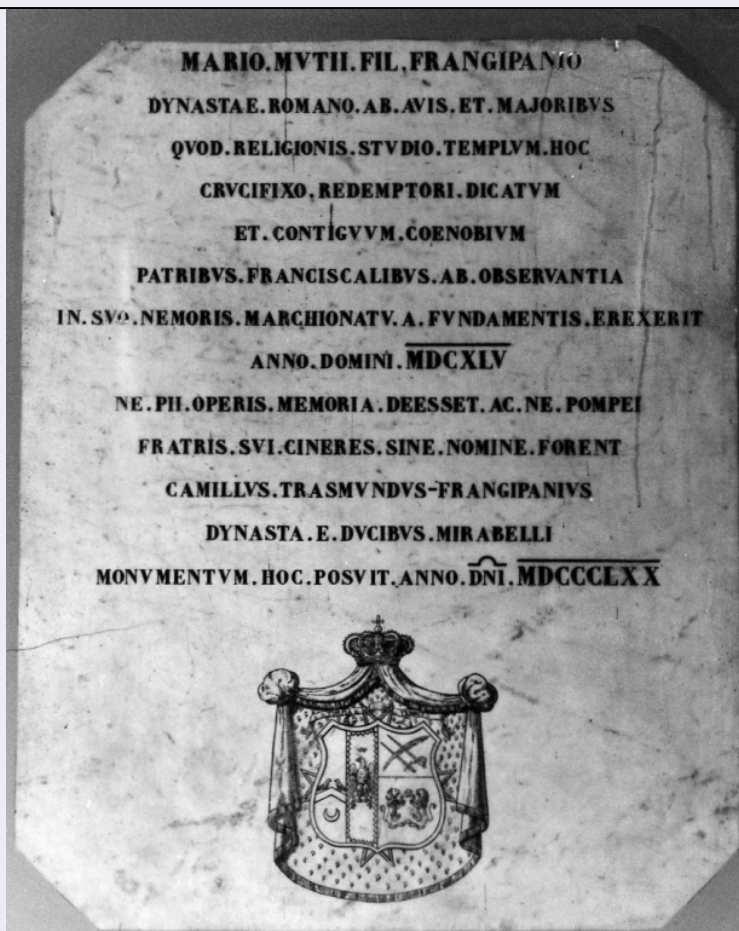 MARIO.MVTII.FIL.FRANGIPANIO
DYNASTAE.ROMANO.AB.AVIS.ET.MAJORIBVS
QVOD.RELIGIONIS.STVDIO.TEMPLVM.HOC
CRVCIFIXO.REDEMPTORI.DICATVM
ET.CONTIGVVM.COENOBIVM
PATRIBVS.FRANCISCALIBVS.AB.OBSERVANTIA
IN.SVO.NEMORIS.MARCHIONATV.A.FVNDAMENTIS.EREXERIT
ANNO.DOMINI.MDCXLV
NE.PII.OPERIS.MEMORIA.DEESSET.AC.NE.POMPEI
FRATRIS.SVI.CINERES.SINE.NOMINE.FORENT
CAMILLVS.TRASMVNDVS-FRANGIPANIVS
DYNASTA.E.DVCIBVS.MIRABELLI
MONVMENTVM.HOC.POSVIT.ANNO.DNI.MDCCCLXX